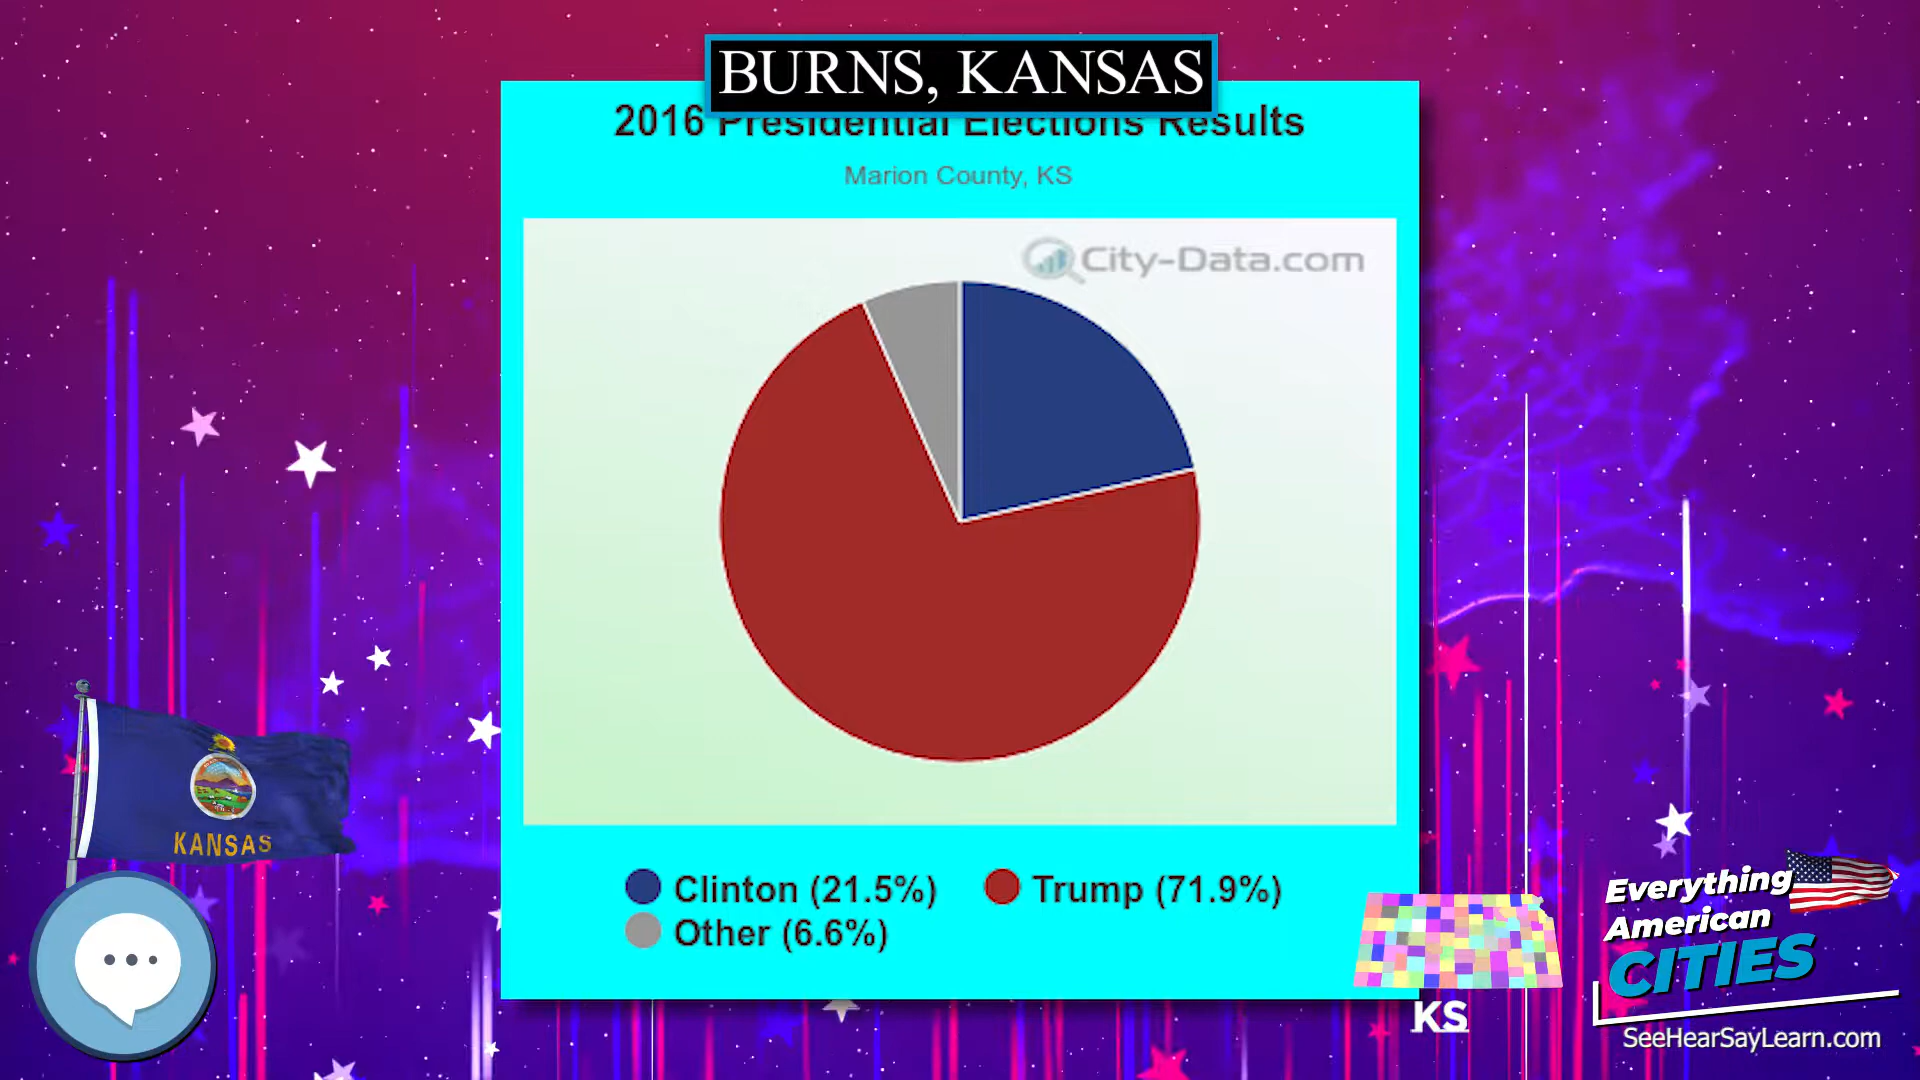 BURNS, KANSAS
2016 Presidential Elections Results
Marion County, KS
City-Data.com
Clinton (21.5%)
Trump (71.9%)
Other (6.6%)
KANSAS
KS
Everything
American
CITIES
SeeHearSayLearn.com